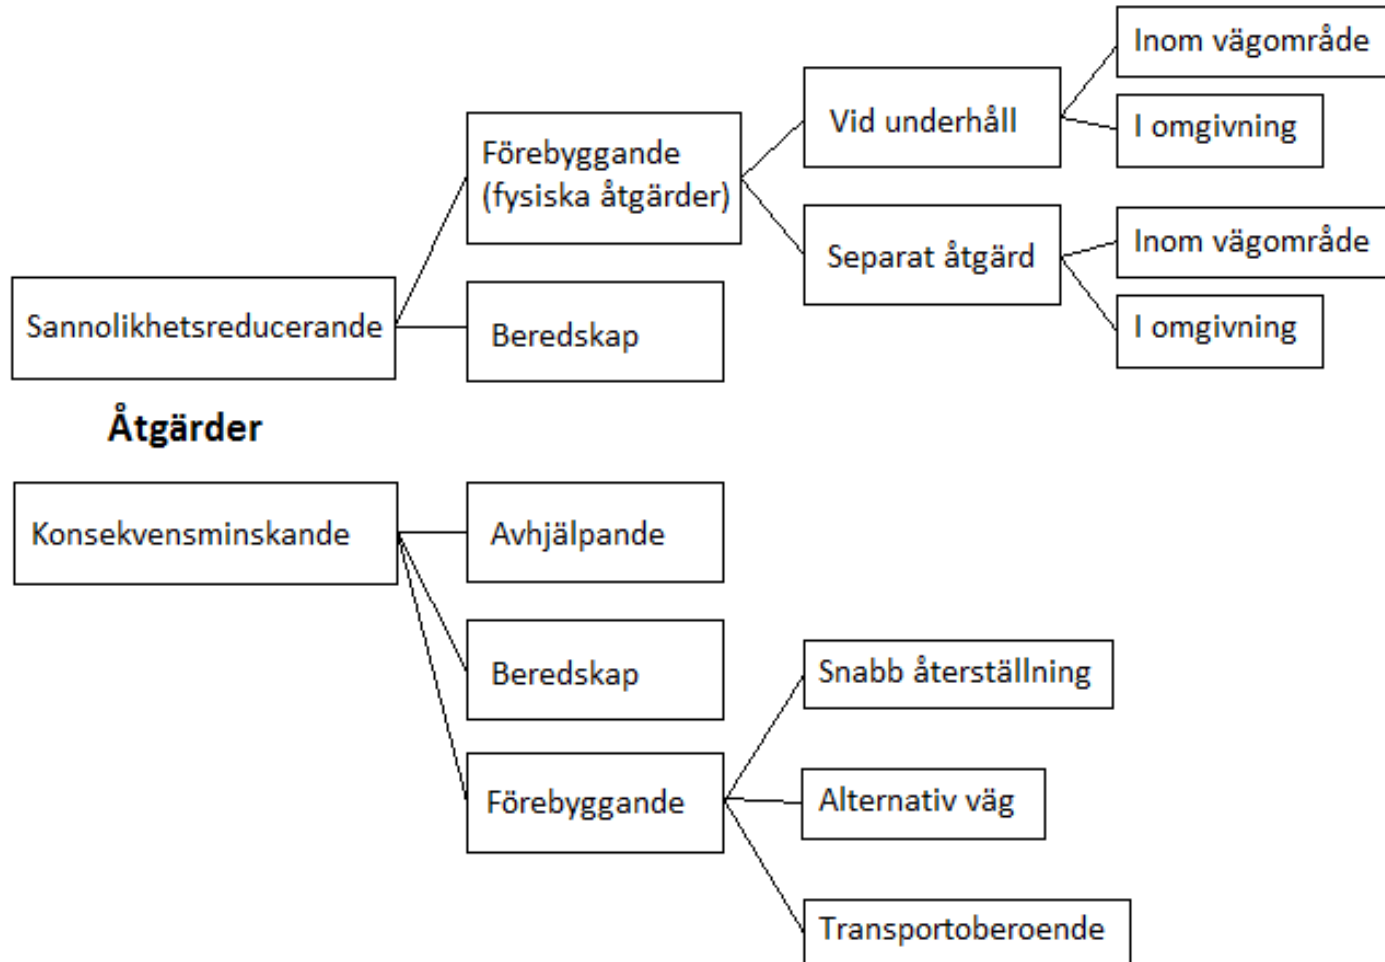 Sannolikhetsreducerande
Förebyggande
(fysiska åtgärder)
Vid underhåll
Inom vägområde
I omgivning
Separat åtgärd
Inom vägområde
I omgivning
Beredskap
Åtgärder
Konsekvensminskande
Avhjälpande
Beredskap
Förebyggande
Snabb återställning
Alternativ väg
Transportoberoende